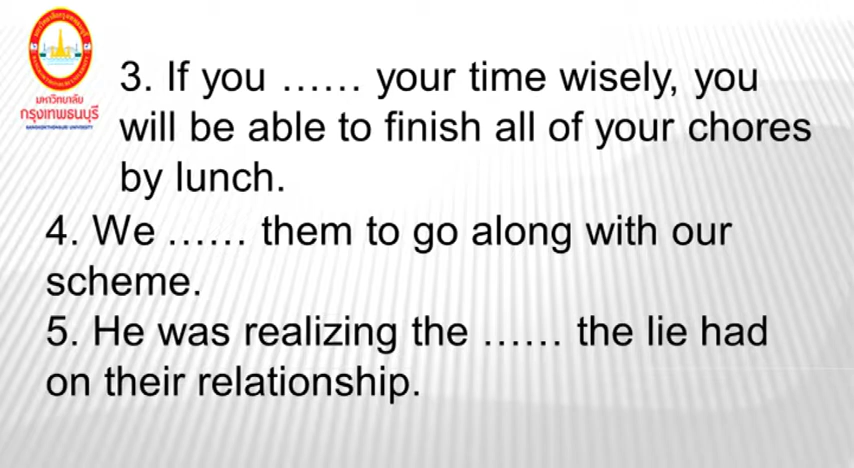 มหาวิทยาลัย
กรุงเทพธนบุรี
BANGKOKTHONBURI UNIVERSITY
3. If you …… your time wisely, you
will be able to finish all of your chores
by lunch.
4. We …… them to go along with our
scheme.
5. He was realizing the …… the lie had
on their relationship.